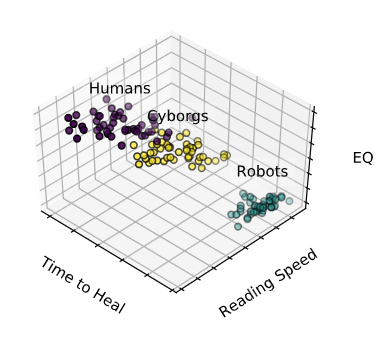 Humans
Cyborgs
Robots
EQ
Time to Heal
Reading Speed